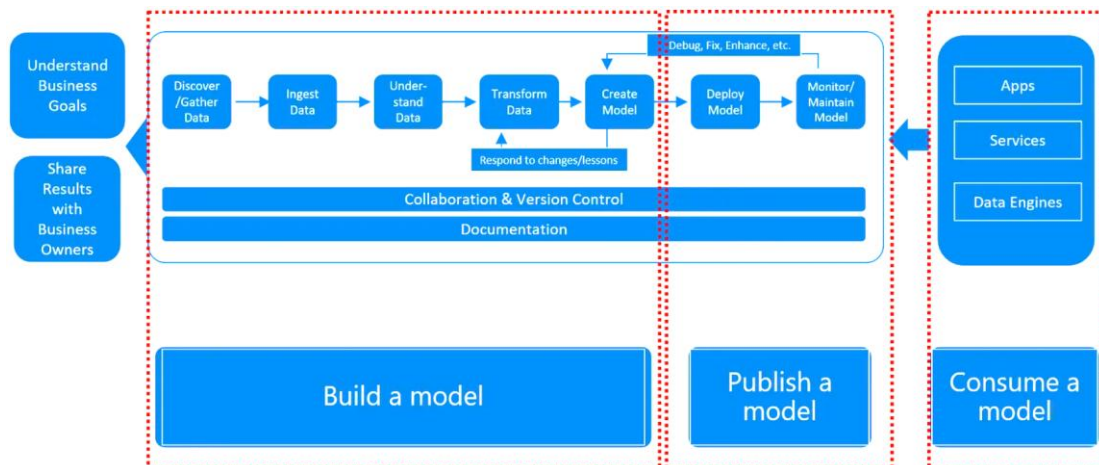 Understand
Business
Goals
Share
Results
with
Business
Owners
Debug, Fix, Enhance, etc.
Discover
/Gather
Data
Ingest
Data
Under-
stand
Data
Transform
Data
Create
Model
Deploy
Model
Monitor/
Maintain
Model
Respond to changes/lessons
Collaboration & Version Control
Documentation
Apps
Services
Data Engines
Build a model
Publish a
model
Consume a
model